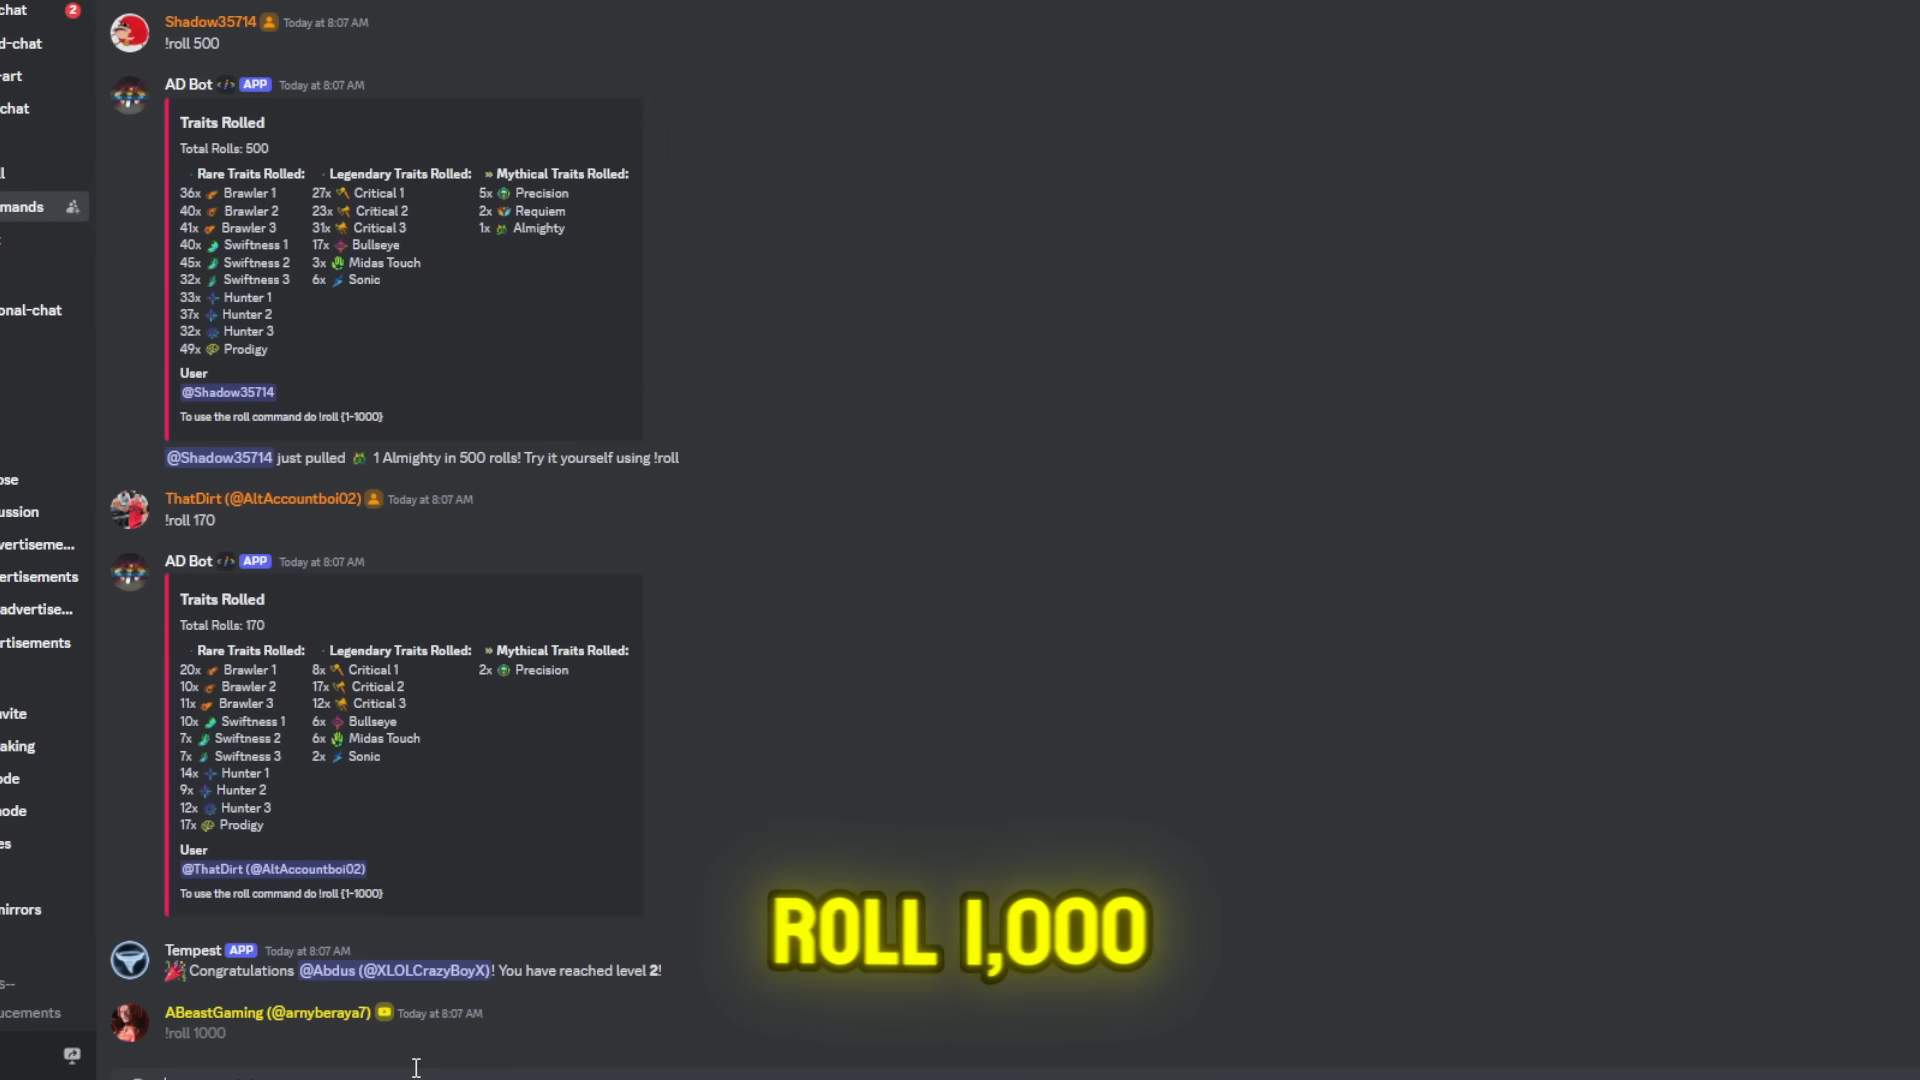 chat
2
d-chat
-art
chat
l
mands
onal-chat
ose
ussion
vertiseme...
ertisements
advertise...
rtisements
nvite
aking
ode
mode
es
mirrors
s--
ucements
Shadow35714 Today at 8:07 AM
!roll 500
AD Bot </> APP Today at 8:07 AM
Traits Rolled
Total Rolls: 500
Rare Traits Rolled: Legendary Traits Rolled: » Mythical Traits Rolled:
36x Brawler 1 27x Critical 1 5x Precision
40x Brawler 2 23x Critical 2 2x Requiem
41x Brawler 3 31x Critical 3 1x Almighty
40x Swiftness 1 17x Bullseye
45x Swiftness 2 3x Midas Touch
32x Swiftness 3 6x Sonic
33x Hunter 1
37x Hunter 2
32x Hunter 3
49x Prodigy
User
@Shadow35714
To use the roll command do !roll {1-1000}
@Shadow35714 just pulled 1 Almighty in 500 rolls! Try it yourself using !roll
ThatDirt (@AltAccountboi02) Today at 8:07 AM
!roll 170
AD Bot </> APP Today at 8:07 AM
Traits Rolled
Total Rolls: 170
Rare Traits Rolled: Legendary Traits Rolled: » Mythical Traits Rolled:
20x Brawler 1 8x Critical 1 2x Precision
10x Brawler 2 17x Critical 2
11x Brawler 3 12x Critical 3
10x Swiftness 1 6x Bullseye
7x Swiftness 2 6x Midas Touch
7x Swiftness 3 2x Sonic
14x Hunter 1
9x Hunter 2
12x Hunter 3
17x Prodigy
User
@ThatDirt (@AltAccountboi02)
To use the roll command do !roll {1-1000}
Tempest APP Today at 8:07 AM
Congratulations @Abdus (@XLOLCrazyBoyX)! You have reached level 2!
ABeastGaming (@arnyberaya7) Today at 8:07 AM
!roll 1000
ROLL 1,000